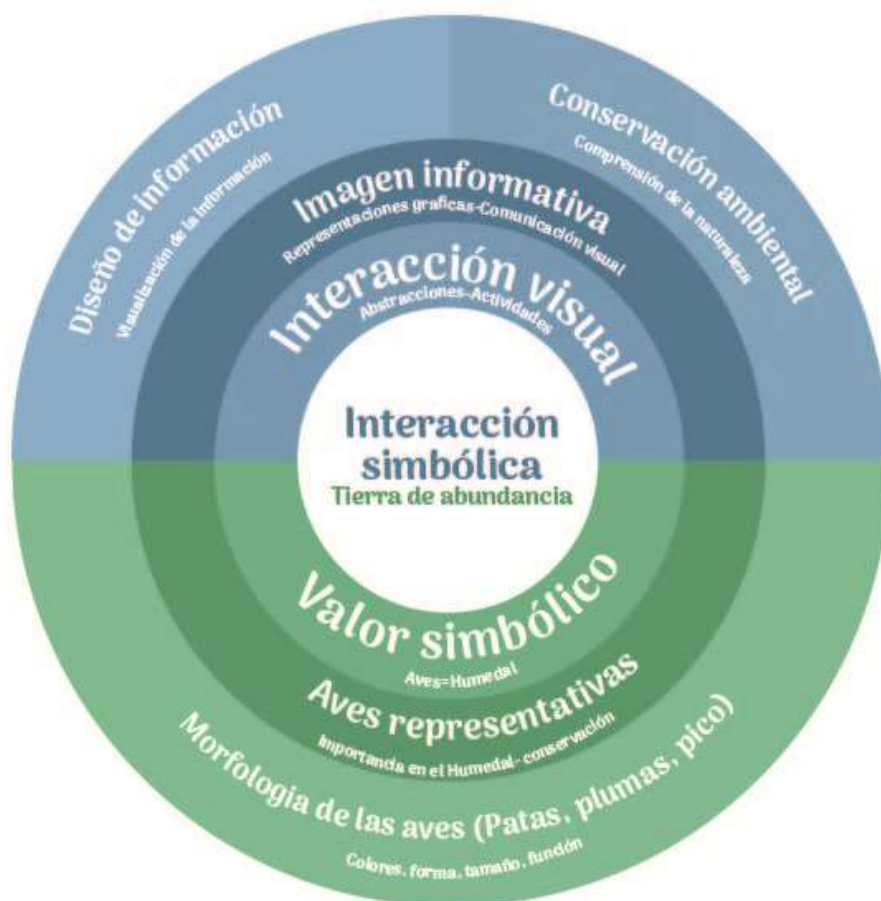 Diseño de información
Visualización de la información
Conservación ambiental
Comprensión de la naturaleza
Imagen informativa
Representaciones graficas-Comunicación visual
Interacción visual
Abstracciones-Actividades
Interacción
simbólica
Tierra de abundancia
Valor simbólico
Aves=Humedal
Aves representativas
Importancia en el Humedal- conservación
Morfologia de las aves (Patas, plumas, pico)
Colores, forma, tamaño, función